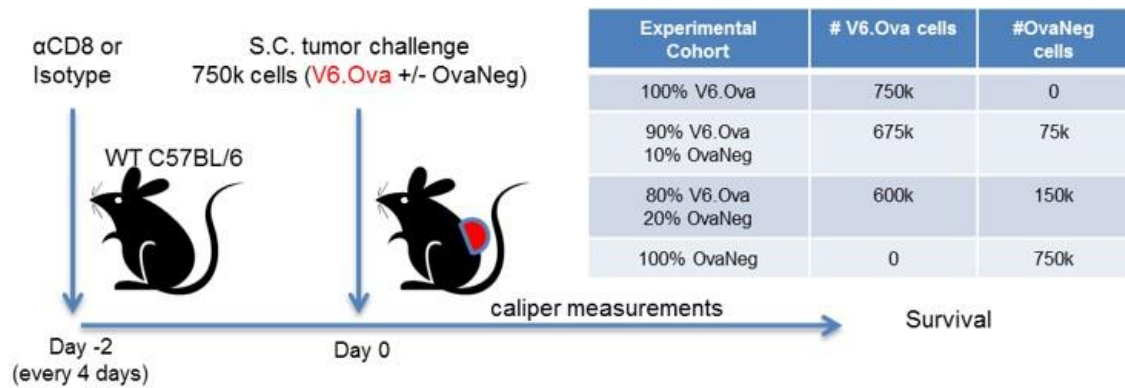 αCD8 or
Isotype
S.C. tumor challenge
750k cells (V6.Ova +/- OvaNeg)
WT C57BL/6
caliper measurements
Survival
Day -2
(every 4 days)
Day 0
Experimental
Cohort
# V6.Ova cells
#OvaNeg
cells
100% V6.Ova
750k
0
90% V6.Ova
10% OvaNeg
675k
75k
80% V6.Ova
20% OvaNeg
600k
150k
100% OvaNeg
0
750k